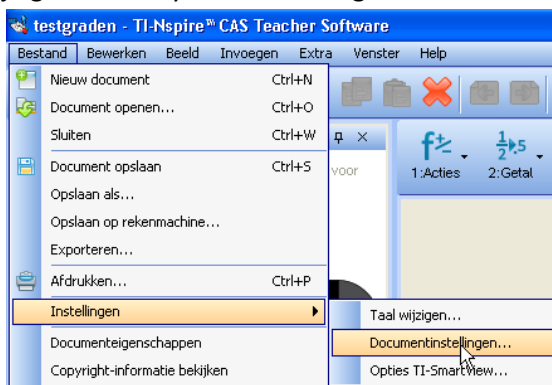 testgraden - TI-Nspire™ CAS Teacher Software
Bestand Bewerken Beeld Invoegen Extra Venster Help
Nieuw document Ctrl+N
Document openen... Ctrl+O
Sluiten Ctrl+W
Document opslaan Ctrl+S
voor
1:Acties 2:Getal
Opslaan als...
Opslaan op rekenmachine...
Exporteren...
Afdrukken... Ctrl+P
Instellingen
Taal wijzigen...
Documenteigenschappen
Documentinstellingen...
Copyright-informatie bekijken
Opties TI-SmartView...